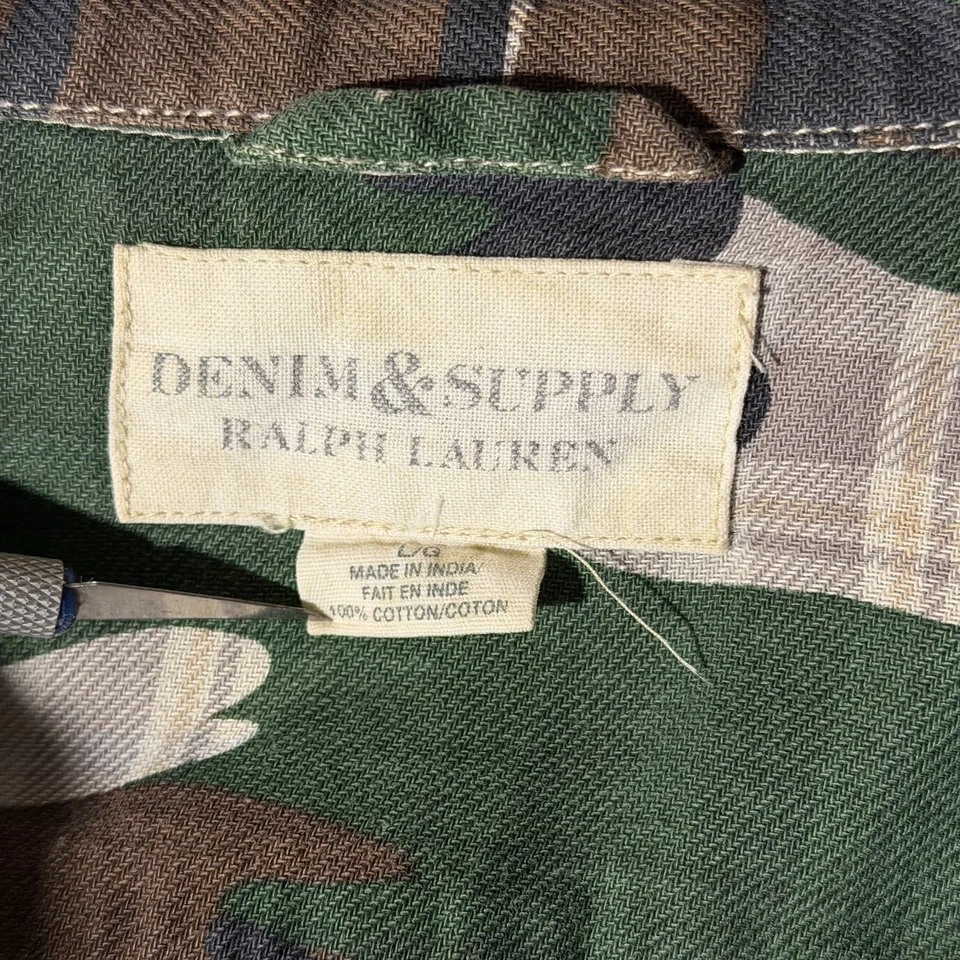 DENIM & SUPPLY
RALPH LAUREN
L/G
MADE IN INDIA/
FAIT EN INDE
100% COTTON/COTON